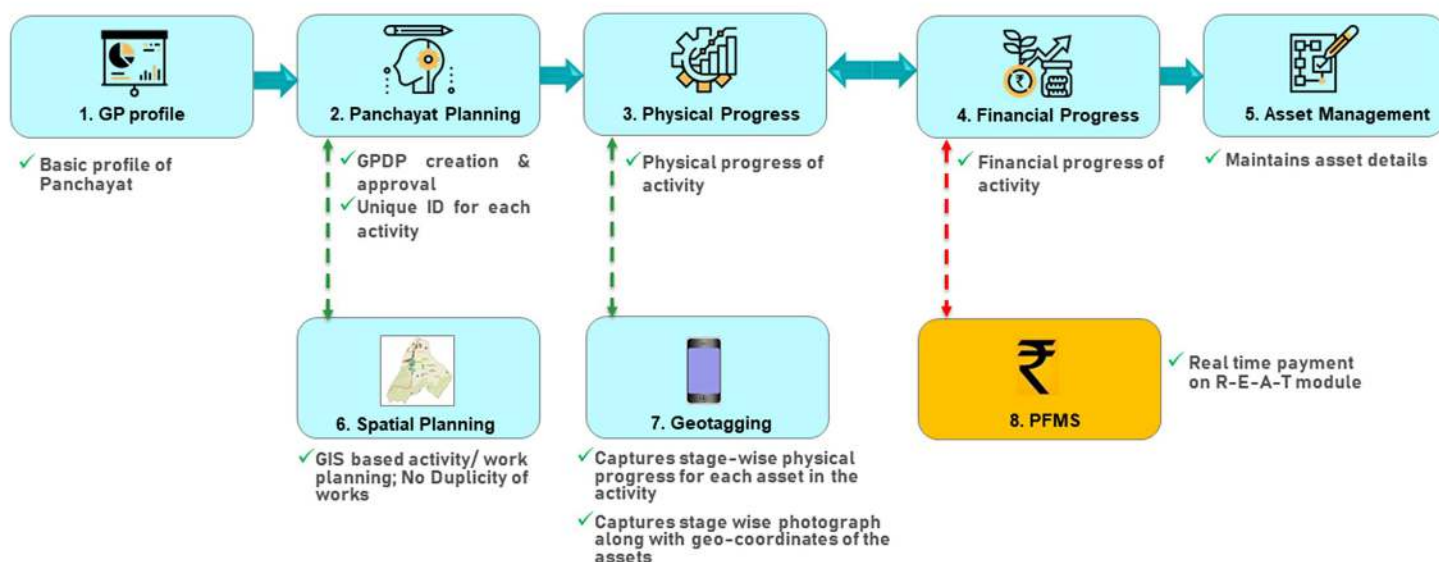 1. GP profile
✓ Basic profile of
Panchayat
2. Panchayat Planning
✓ GPDP creation &
approval
✓ Unique ID for each
activity
3. Physical Progress
✓ Physical progress of
activity
4. Financial Progress
✓ Financial progress of
activity
5. Asset Management
✓ Maintains asset details
6. Spatial Planning
✓ GIS based activity/ work
planning; No Duplicity of
works
7. Geotagging
✓ Captures stage-wise physical
progress for each asset in the
activity
✓ Captures stage wise photograph
along with geo-coordinates of the
assets
₹
8. PFMS
✓ Real time payment
on R-E-A-T module